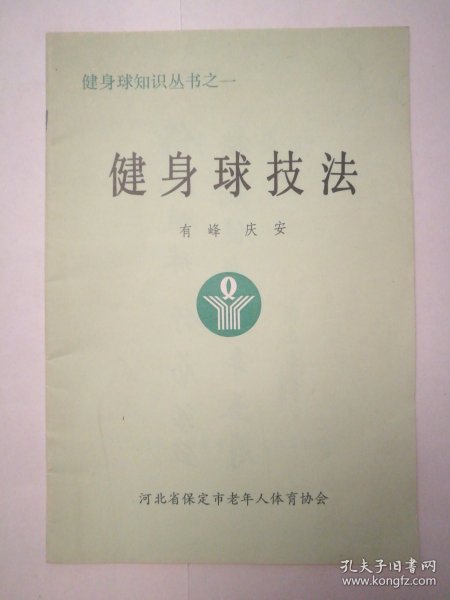 健身球知识丛书之一
健身球技法
有峰 庆安
河北省保定市老年人体育协会
孔夫子旧书网
www.kongfz.com